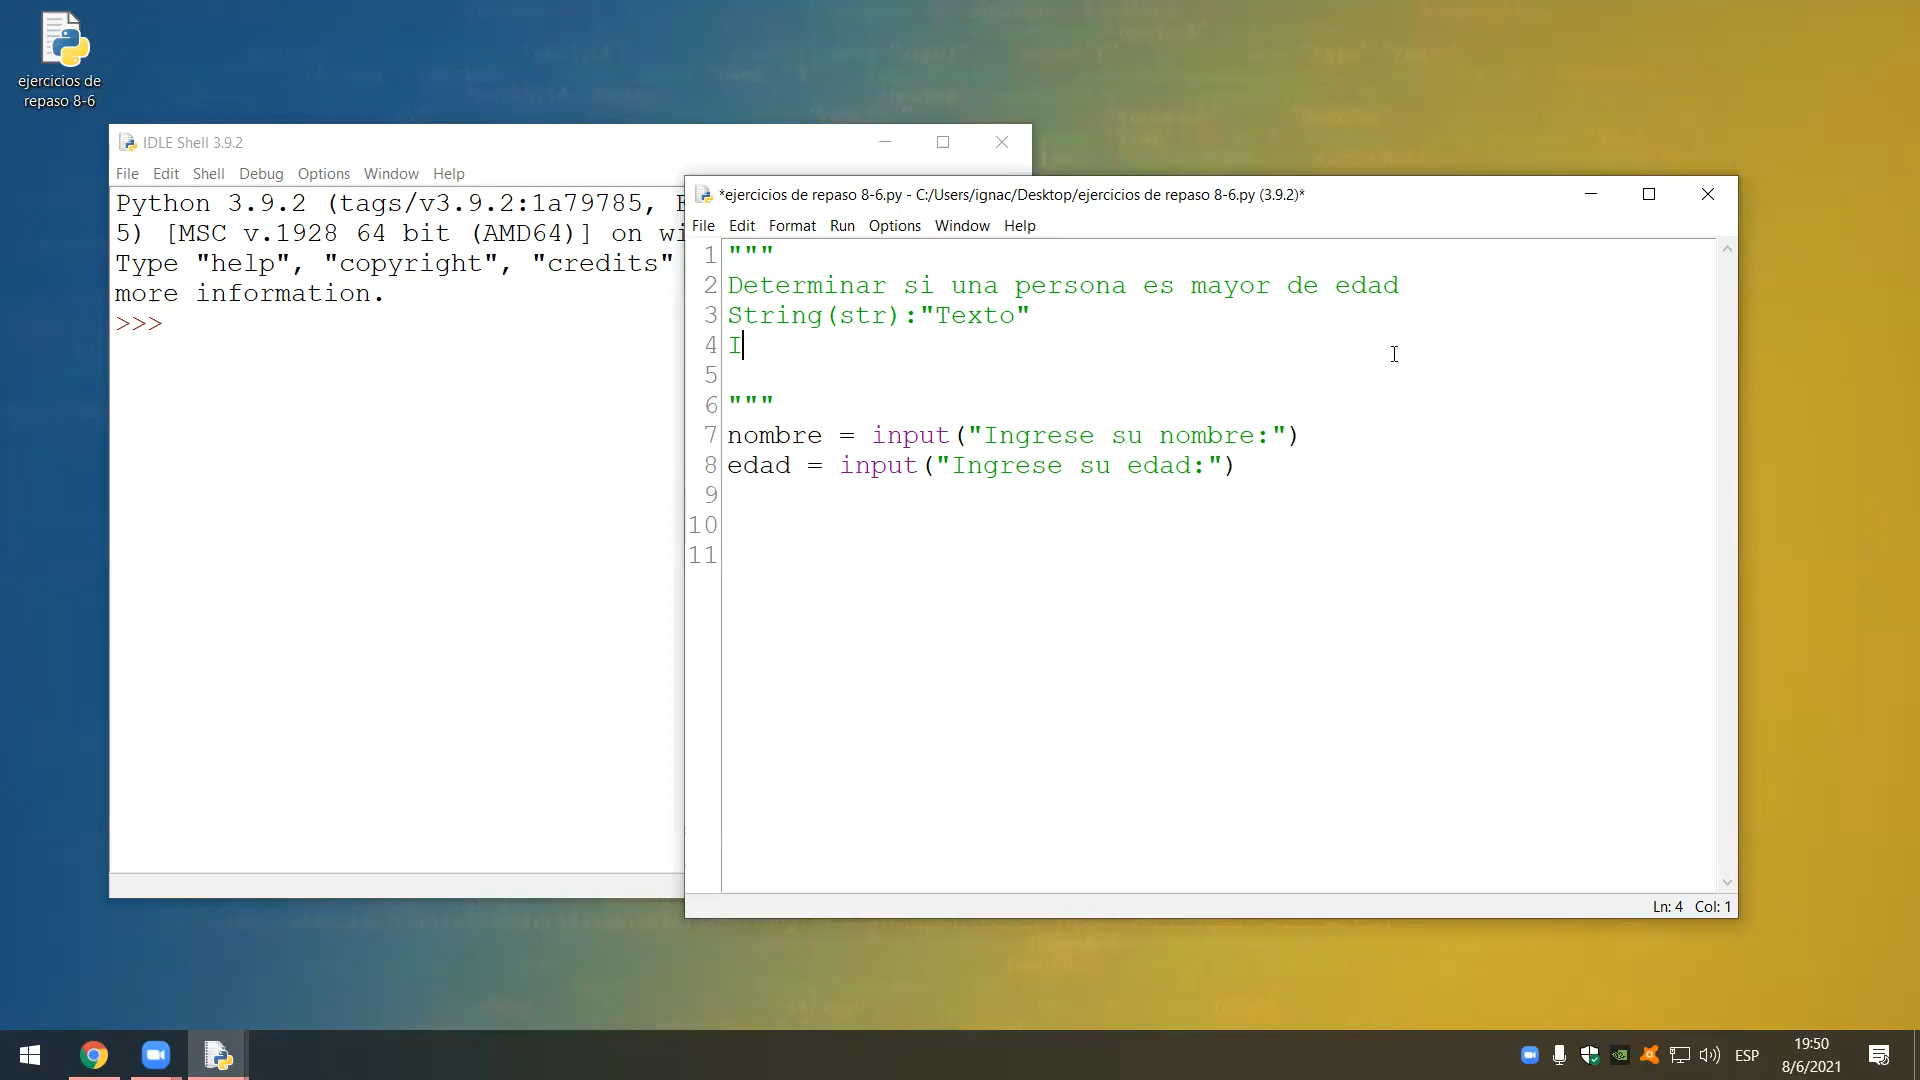 ejercicios de
repaso 8-6
IDLE Shell 3.9.2
File Edit Shell Debug Options Window Help
Python 3.9.2 (tags/v3.9.2:1a79785,
5) [MSC v.1928 64 bit (AMD64)] on wi
Type "help", "copyright", "credits"
more information.
>>>
*ejercicios de repaso 8-6.py - C:/Users/ignac/Desktop/ejercicios de repaso 8-6.py (3.9.2)*
File Edit Format Run Options Window Help
1 """
2 Determinar si una persona es mayor de edad
3 String(str):"Texto"
4 I
5
6 """
7 nombre = input("Ingrese su nombre:")
8 edad = input("Ingrese su edad:")
9
10
11
Ln: 4 Col: 1
ESP
19:50
8/6/2021